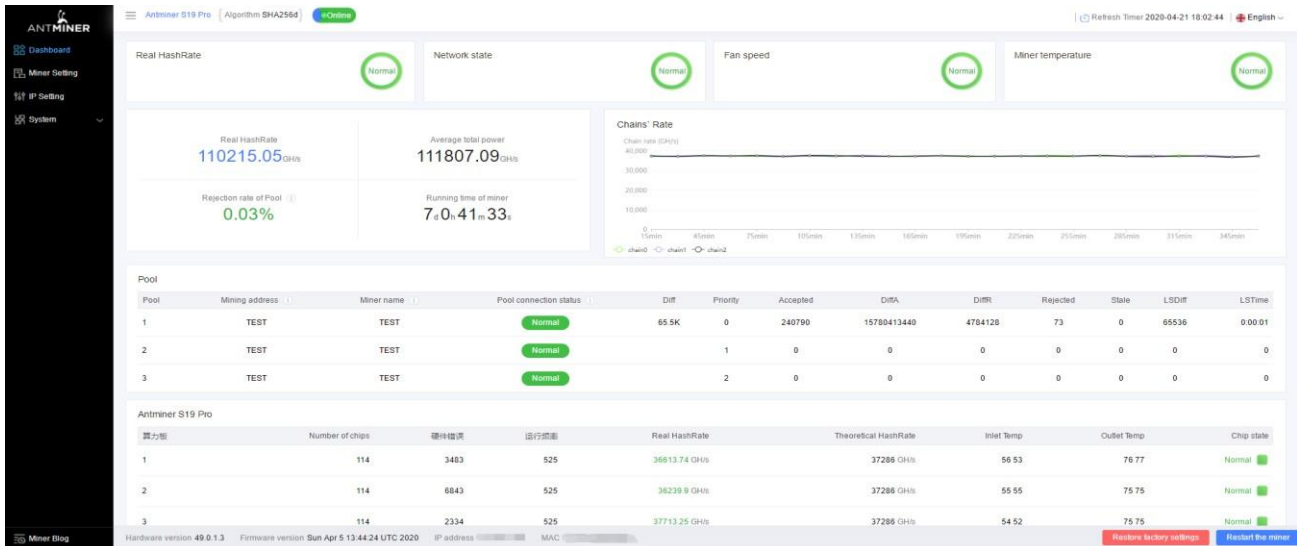 ANTMINER
Antminer S19 Pro Algorithm SHA256d Online Refresh Timer 2020-04-21 18:02:44 English
Dashboard
Miner Setting
IP Setting
System
Real HashRate Normal Network state Normal Fan speed Normal Miner temperature Normal
Real HashRate Average total power
110215.05 GH/s 111807.09 GH/s
Rejection rate of Pool Running time of miner
0.03% 7d 0h 41m 33s
Chains` Rate
Chain rate (GH/s)
40,000
30,000
20,000
10,000
0
15min 45min 75min 105min 135min 165min 195min 225min 255min 285min 315min 345min
chain0 chain1 chain2
Pool
Pool Mining address Miner name Pool connection status Diff Priority Accepted DiffA DiffR Rejected Stale LSDiff LSTime
1 TEST TEST Normal 65.5K 0 240790 15780413440 4784128 73 0 65536 0:00:01
2 TEST TEST Normal 1 0 0 0 0 0 0 0
3 TEST TEST Normal 2 0 0 0 0 0 0 0
Antminer S19 Pro
算力板 Number of chips 硬件错误 运行频率 Real HashRate Theoretical HashRate Inlet Temp Outlet Temp Chip state
1 114 3483 525 36613.74 GH/s 37286 GH/s 56 53 76 77 Normal
2 114 6843 525 36239.9 GH/s 37286 GH/s 55 55 75 75 Normal
3 114 2334 525 37713.25 GH/s 37286 GH/s 54 52 75 75 Normal
Miner Blog Hardware version 49.0.1.3 Firmware version Sun Apr 5 13:44:24 UTC 2020 IP address MAC Restore factory settings Restart the miner